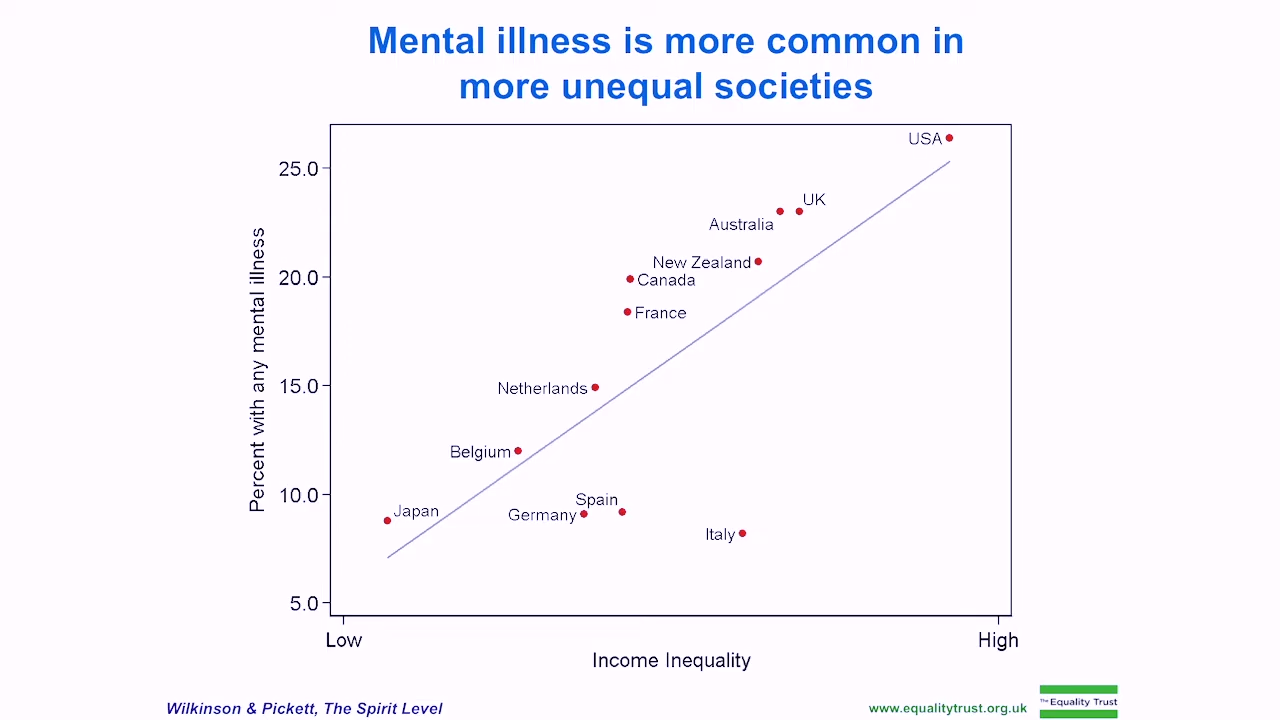 Mental illness is more common in
more unequal societies
Percent with any mental illness
25.0
20.0
15.0
10.0
5.0
USA
UK
Australia
New Zealand
Canada
France
Netherlands
Belgium
Japan
Spain
Germany
Italy
Low
High
Income Inequality
Wilkinson & Pickett, The Spirit Level
www.equalitytrust.org.uk
The Equality Trust